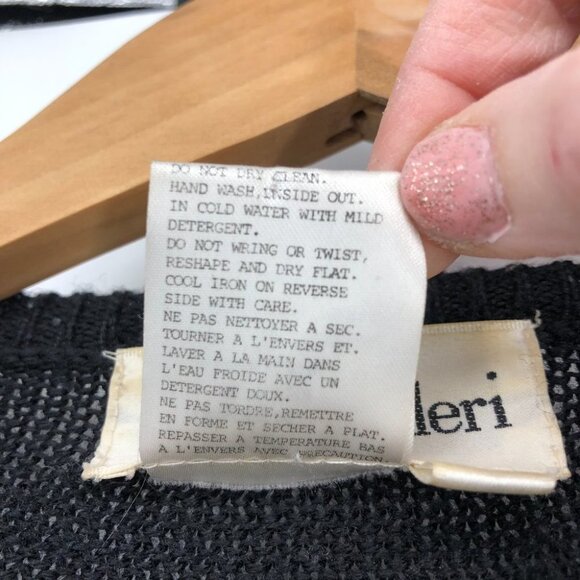 DO NOT DRY CLEAN.
HAND WASH,INSIDE OUT.
IN COLD WATER WITH MILD
DETERGENT.
DO NOT WRING OR TWIST,
RESHAPE AND DRY FLAT.
COOL IRON ON REVERSE
SIDE WITH CARE.
NE PAS NETTOYER A SEC.
TOURNER A L'ENVERS ET.
LAVER A LA MAIN DANS
L'EAU FROIDE AVEC UN
DETERGENT DOUX.
NE PAS TORDRE,REMETTRE
EN FORME ET SECHER A PLAT.
REPASSER A TEMPERATURE BAS
A L'ENVERS AVEC PRECAUTION